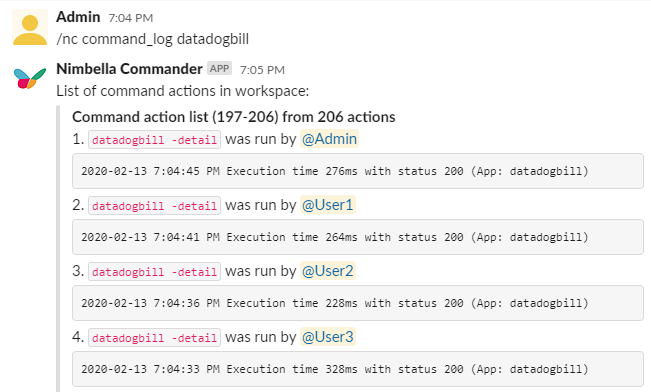 Admin 7:04 PM
/nc command_log datadogbill
Nimbella Commander APP 7:05 PM
List of command actions in workspace:
Command action list (197-206) from 206 actions
1. datadogbill -detail was run by @Admin
2020-02-13 7:04:45 PM Execution time 276ms with status 200 (App: datadogbill)
2. datadogbill -detail was run by @User1
2020-02-13 7:04:41 PM Execution time 264ms with status 200 (App: datadogbill)
3. datadogbill -detail was run by @User2
2020-02-13 7:04:36 PM Execution time 228ms with status 200 (App: datadogbill)
4. datadogbill -detail was run by @User3
2020-02-13 7:04:33 PM Execution time 328ms with status 200 (App: datadogbill)